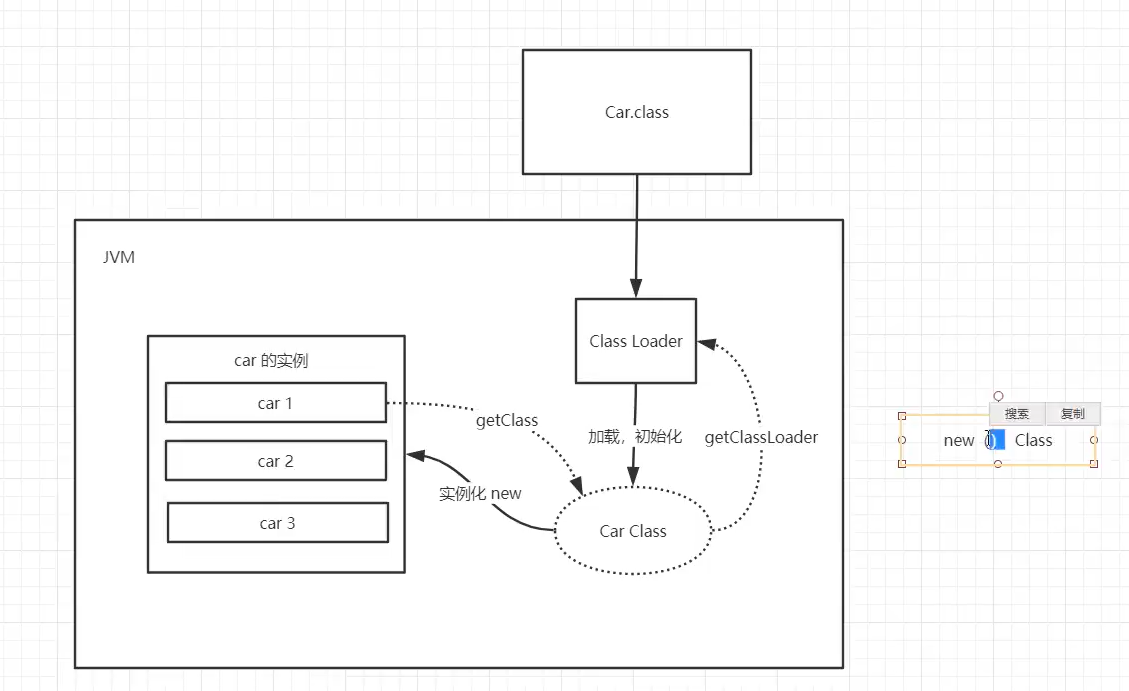 Car.class
JVM
Class Loader
car 的实例
car 1
getClass
加载，初始化
getClassLoader
搜索
复制
new () Class
car 2
实例化 new
car 3
Car Class